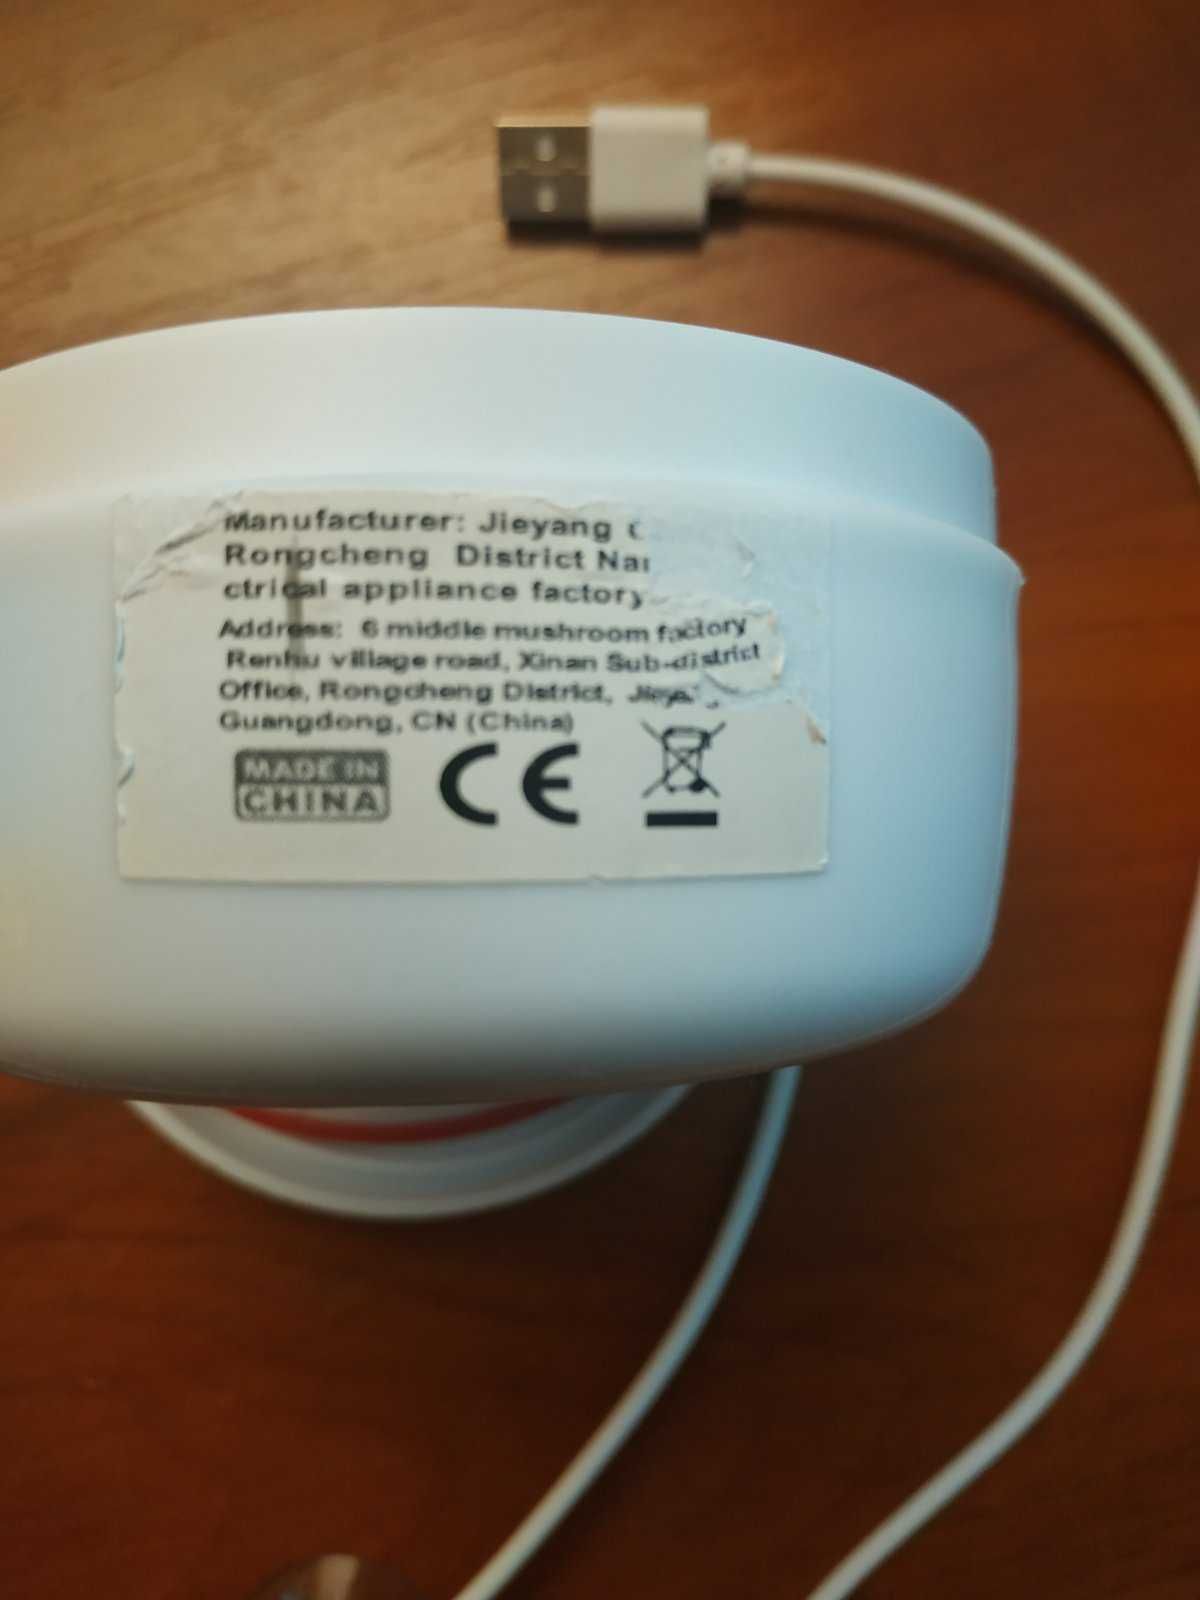 Manufacturer: Jieyang
Rongcheng District
ctrical appliance factory
Address: 6 middle mushroom factory
Renhu village road, Xinan Sub-district
Office, Rongcheng District,
Guangdong, CN (China)
MADE IN
CHINA
CE